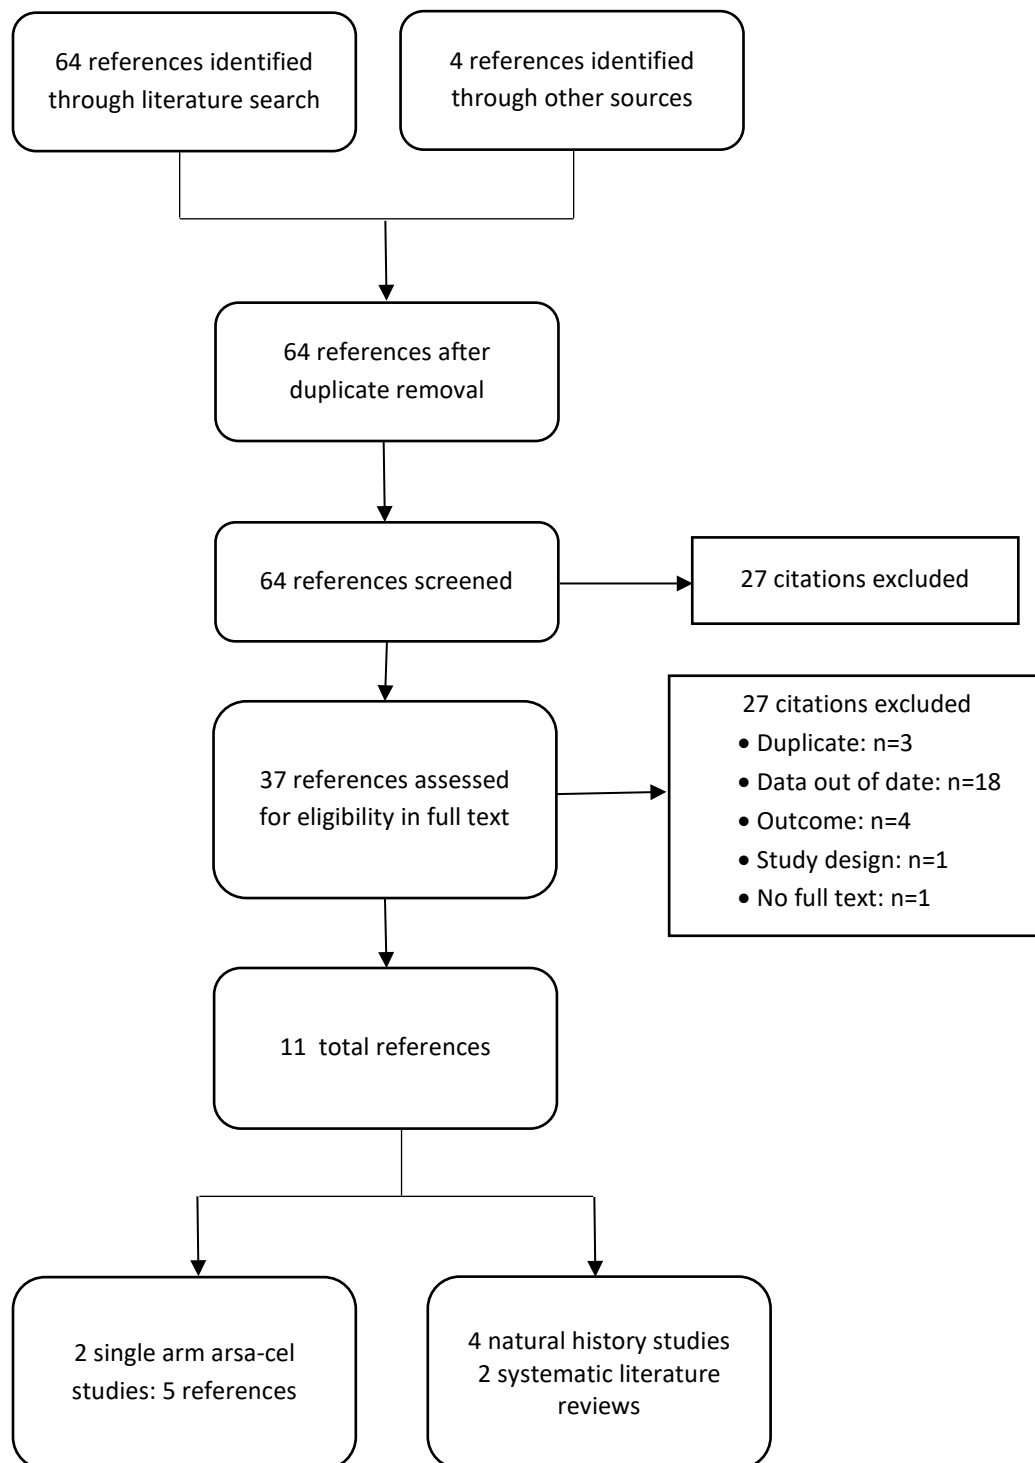 64 references identified
through literature search
4 references identified
through other sources
64 references after
duplicate removal
64 references screened
27 citations excluded
37 references assessed
for eligibility in full text
27 citations excluded
• Duplicate: n=3
• Data out of date: n=18
• Outcome: n=4
• Study design: n=1
• No full text: n=1
11 total references
2 single arm arsa-cel
studies: 5 references
4 natural history studies
2 systematic literature
reviews